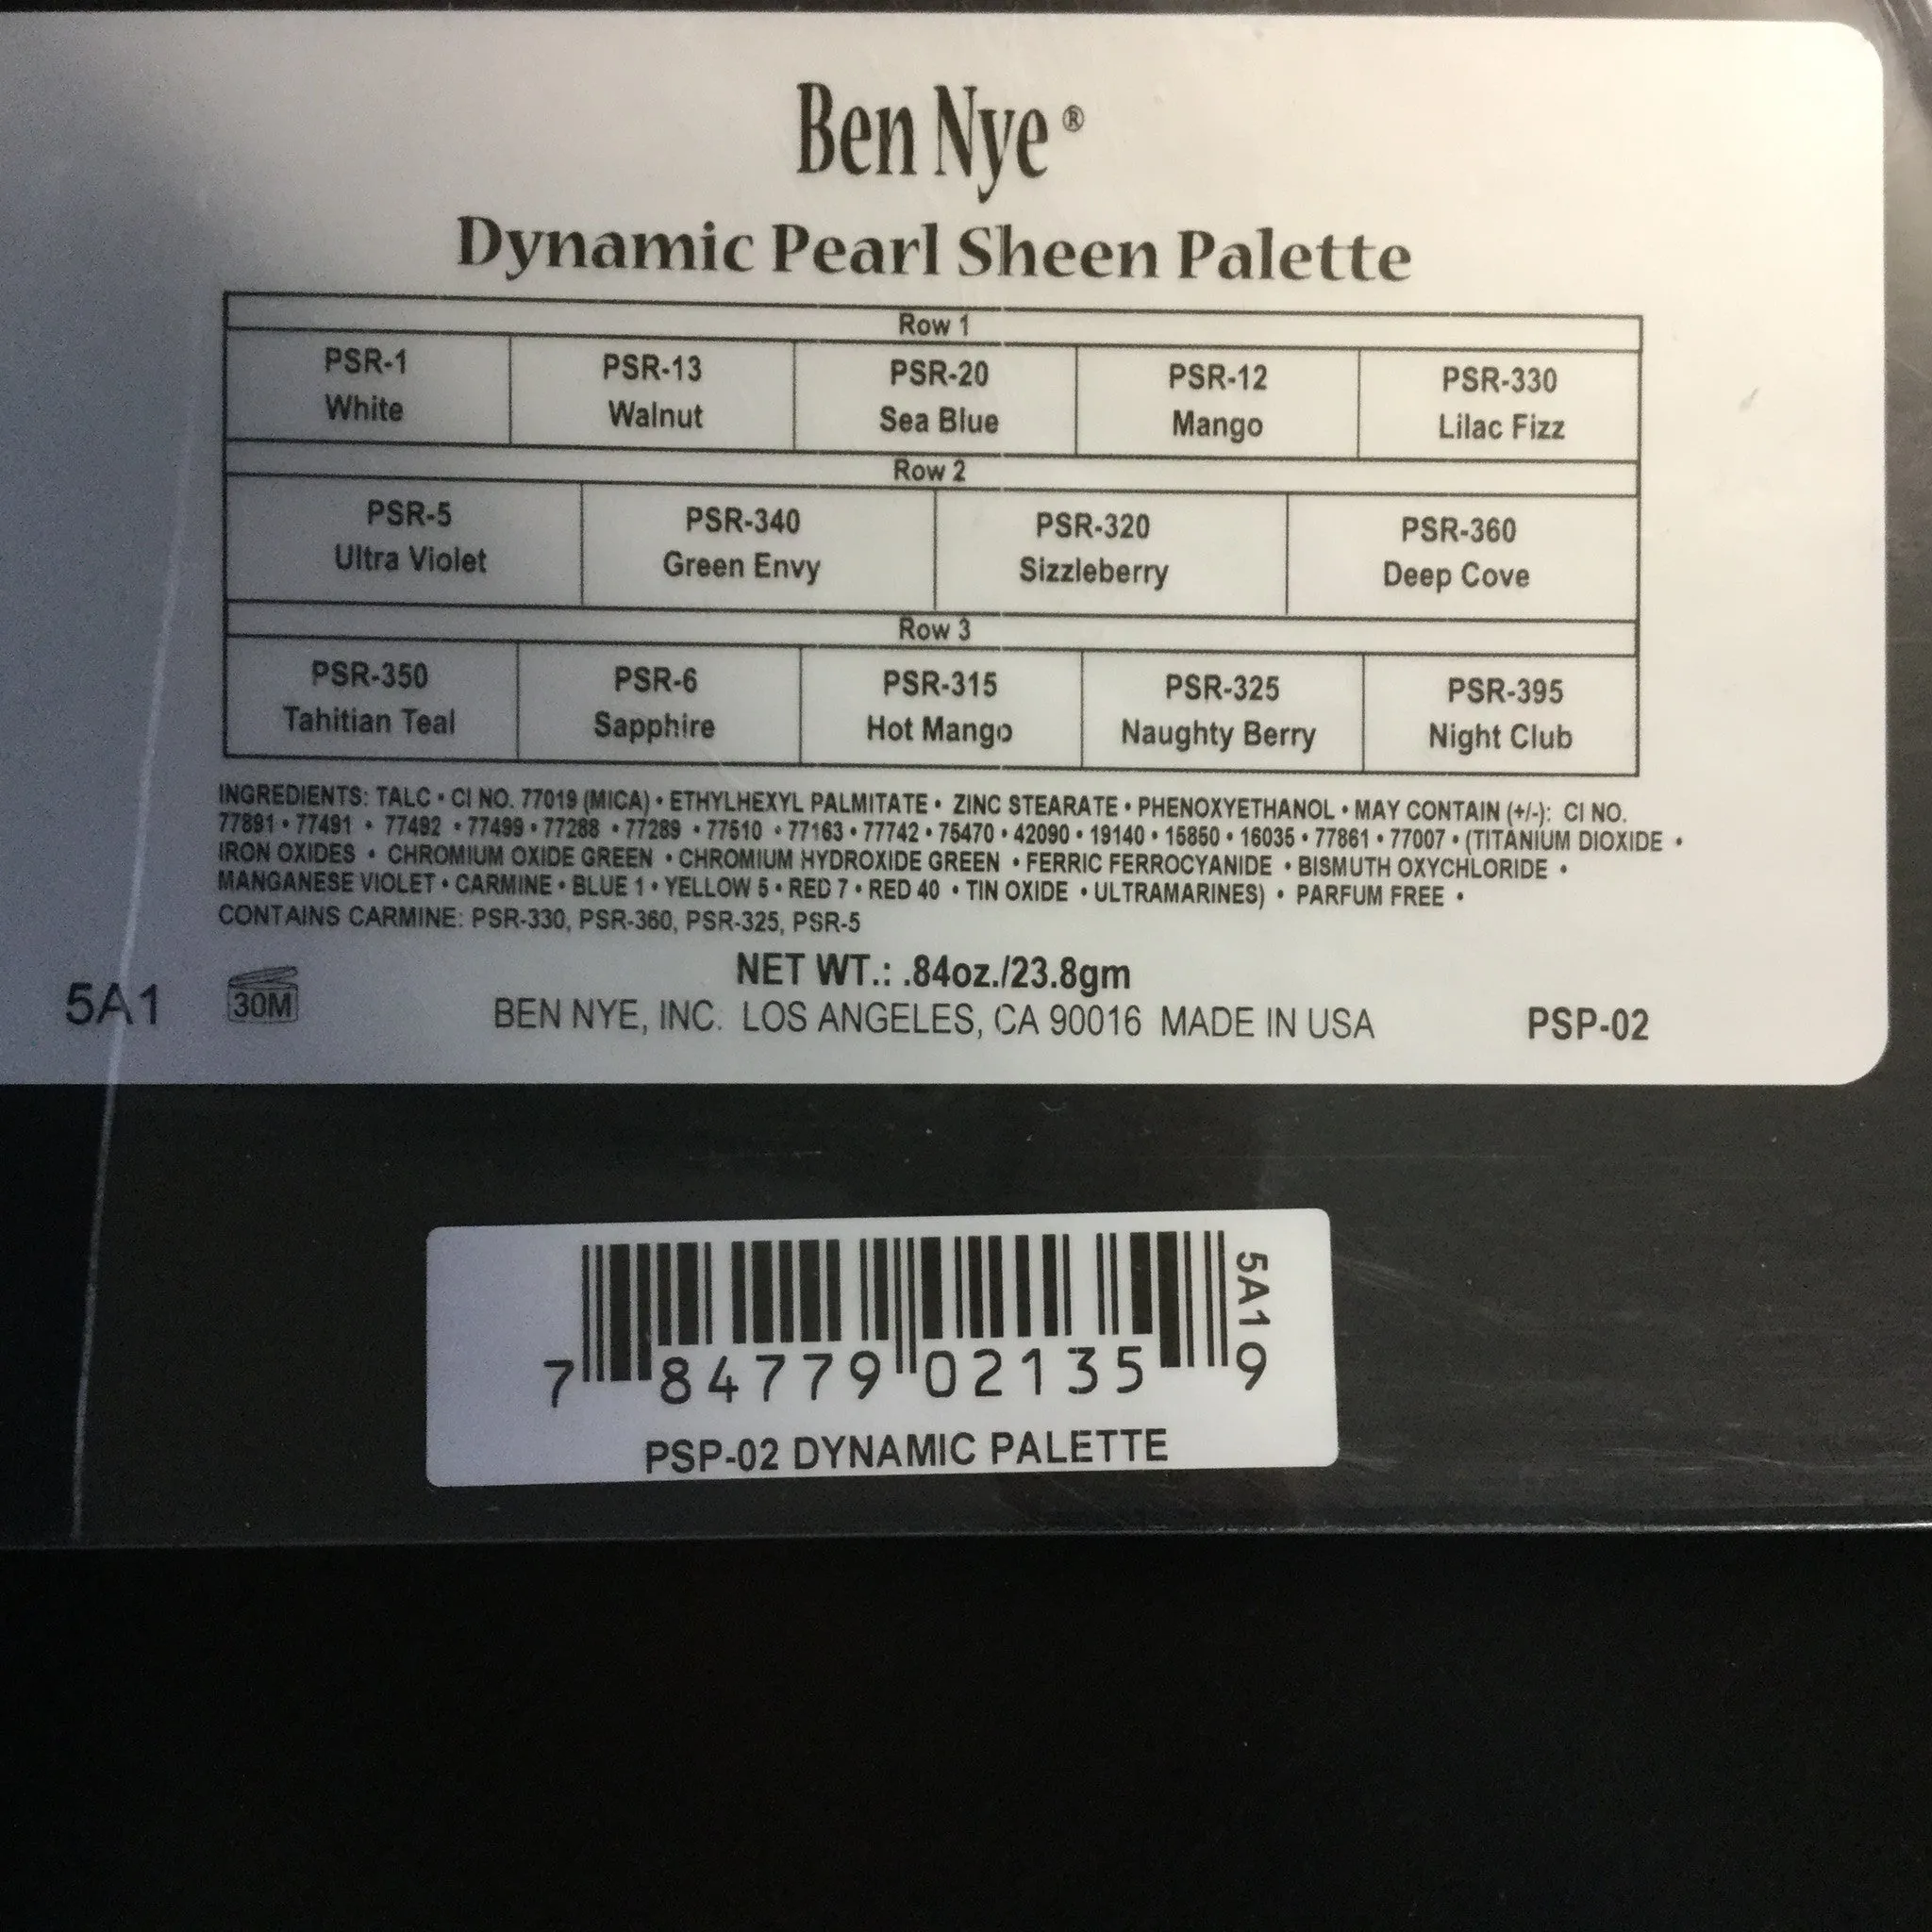 Ben Nye®
Dynamic Pearl Sheen Palette
Row 1
PSR-1 PSR-13 PSR-20 PSR-12 PSR-330
White Walnut Sea Blue Mango Lilac Fizz
Row 2
PSR-5 PSR-340 PSR-320 PSR-360
Ultra Violet Green Envy Sizzleberry Deep Cove
Row 3
PSR-350 PSR-6 PSR-315 PSR-325 PSR-395
Tahitian Teal Sapphire Hot Mango Naughty Berry Night Club
INGREDIENTS: TALC • CI NO. 77019 (MICA) • ETHYLHEXYL PALMITATE • ZINC STEARATE • PHENOXYETHANOL • MAY CONTAIN (+/-): CI NO.
77891 • 77491 • 77492 • 77499 • 77288 • 77289 • 77510 • 77163 • 77742 • 75470 • 42090 • 19140 • 15850 • 16035 • 77861 • 77007 • (TITANIUM DIOXIDE •
IRON OXIDES • CHROMIUM OXIDE GREEN • CHROMIUM HYDROXIDE GREEN • FERRIC FERROCYANIDE • BISMUTH OXYCHLORIDE •
MANGANESE VIOLET • CARMINE • BLUE 1 • YELLOW 5 • RED 7 • RED 40 • TIN OXIDE • ULTRAMARINES) • PARFUM FREE •
CONTAINS CARMINE: PSR-330, PSR-360, PSR-325, PSR-5
NET WT.: .84oz./23.8gm
5A1 30M BEN NYE, INC. LOS ANGELES, CA 90016 MADE IN USA PSP-02
5A1
7 84779 02135 9
PSP-02 DYNAMIC PALETTE